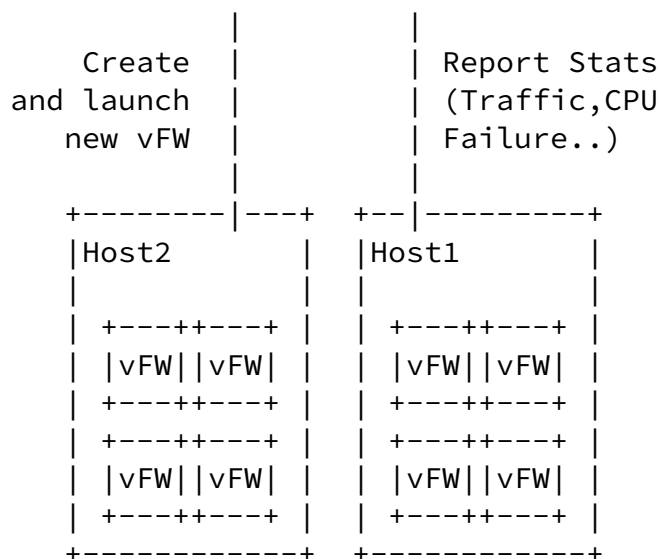 Create Report Stats
and launch (Traffic,CPU
new vFW Failure..)
Host2 Host1
vFW vFW vFW vFW
vFW vFW vFW vFW